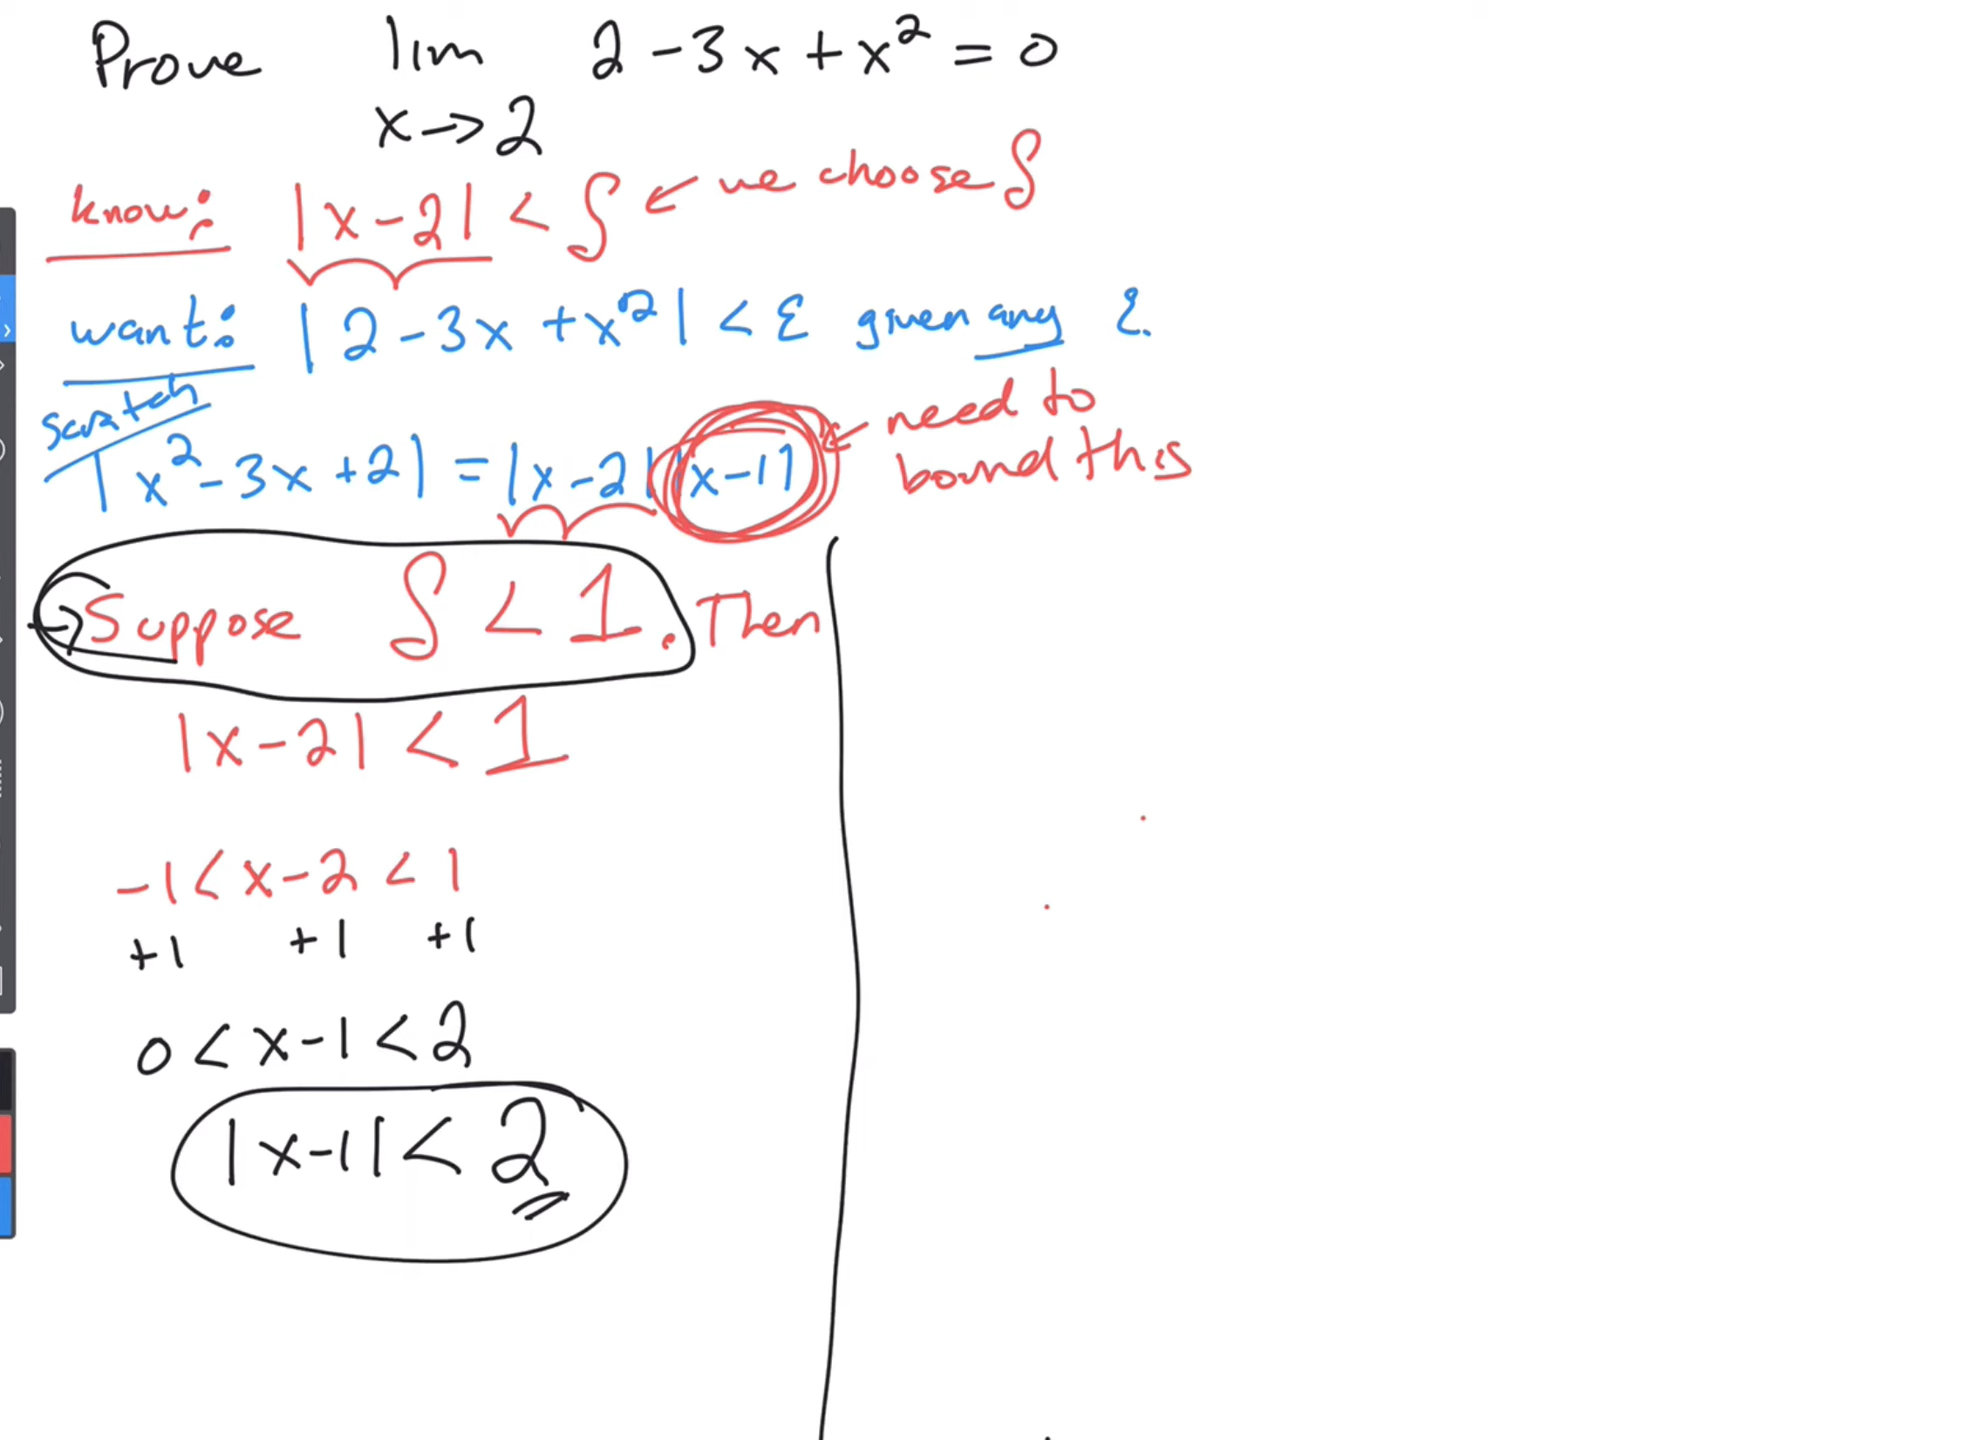 Prove lim 2-3x+x² = 0
x→2
know: |x-2| < δ ← we choose δ
want: |2-3x+x²| < ε given any ε.
scratch
|x²-3x+2| = |x-2||x-1| ← need to bound this
→ Suppose δ < 1. Then
|x-2| < 1
-1 < x-2 < 1
+1 +1 +1
0 < x-1 < 2
|x-1| < 2